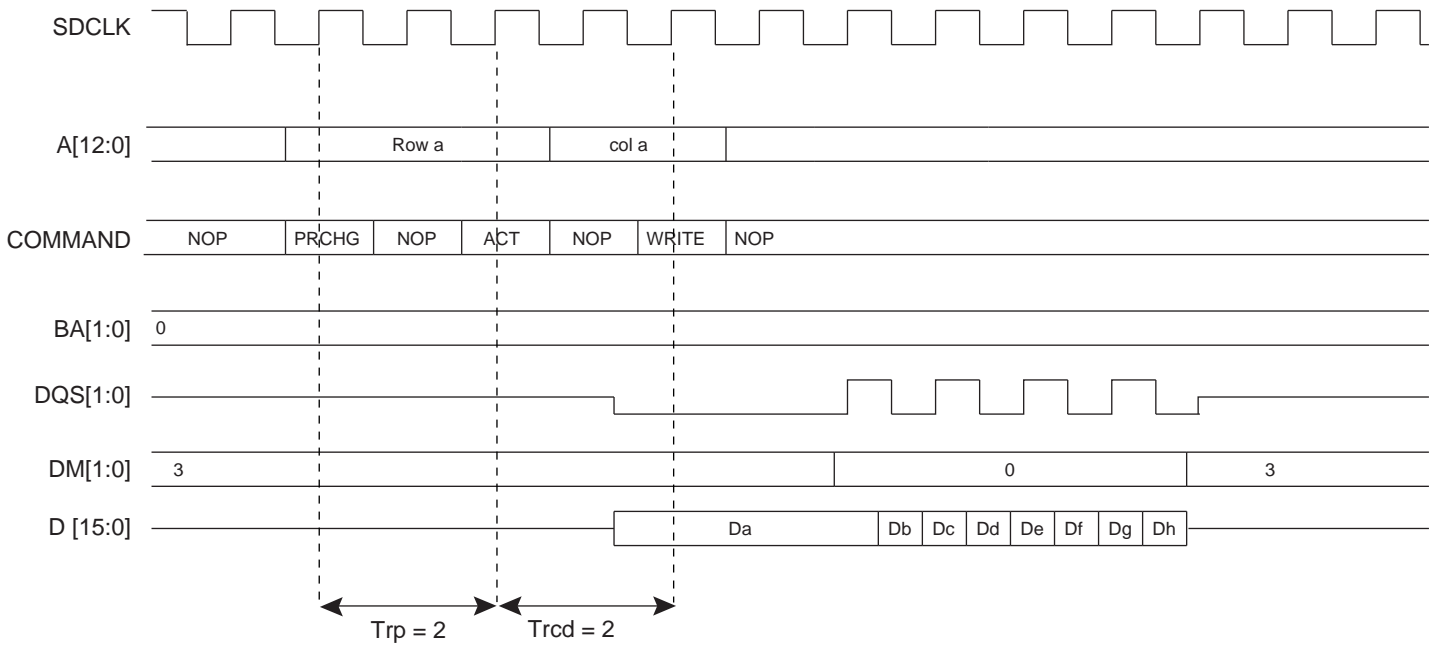 SDCLK
A[12:0] Row a col a
COMMAND NOP PRCHG NOP ACT NOP WRITE NOP
BA[1:0] 0
DQS[1:0]
DM[1:0] 3 0 3
D [15:0] Da Db Dc Dd De Df Dg Dh
Trp = 2 Trcd = 2